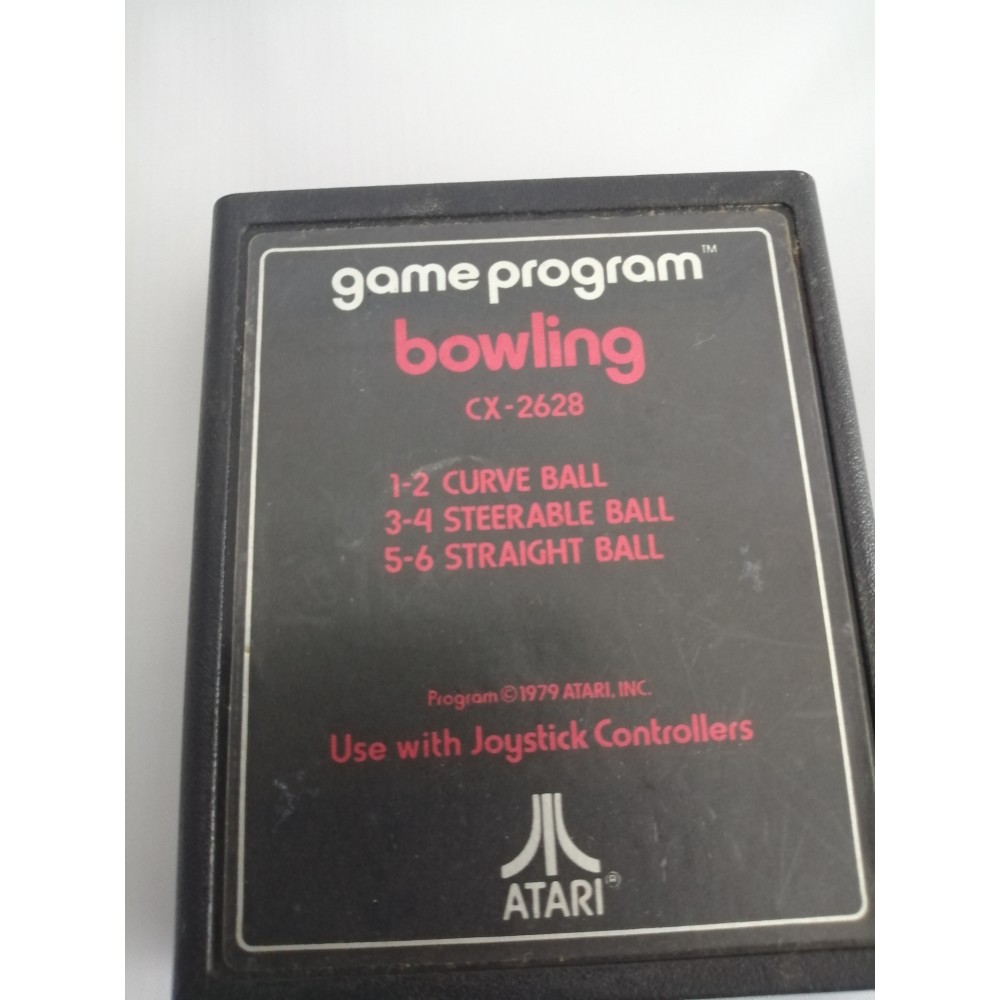 game program™
bowling
CX-2628
1-2 CURVE BALL
3-4 STEERABLE BALL
5-6 STRAIGHT BALL
Program © 1979 ATARI, INC.
Use with Joystick Controllers
ATARI®